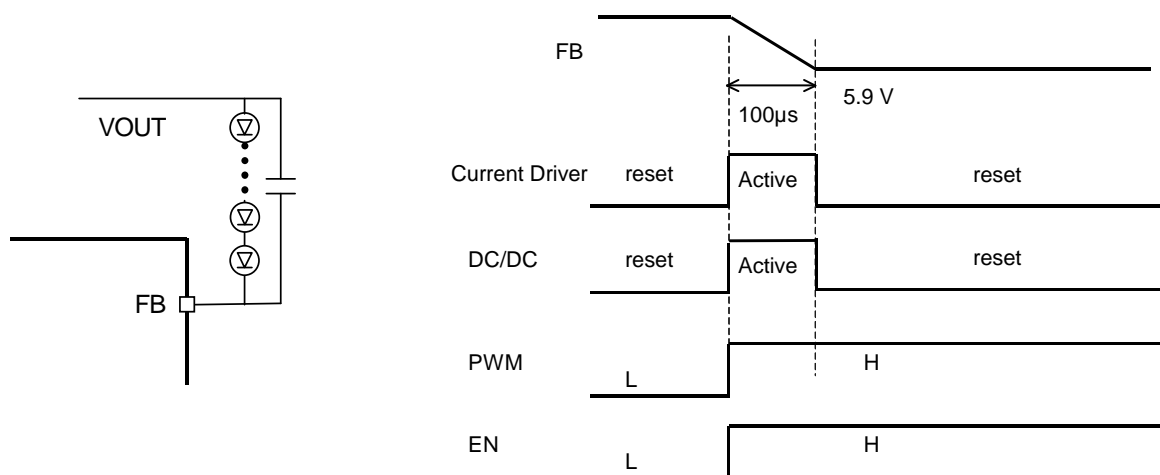 VOUT
FB
FB
100µs
5.9 V
Current Driver reset Active reset
DC/DC reset Active reset
PWM L H
EN L H